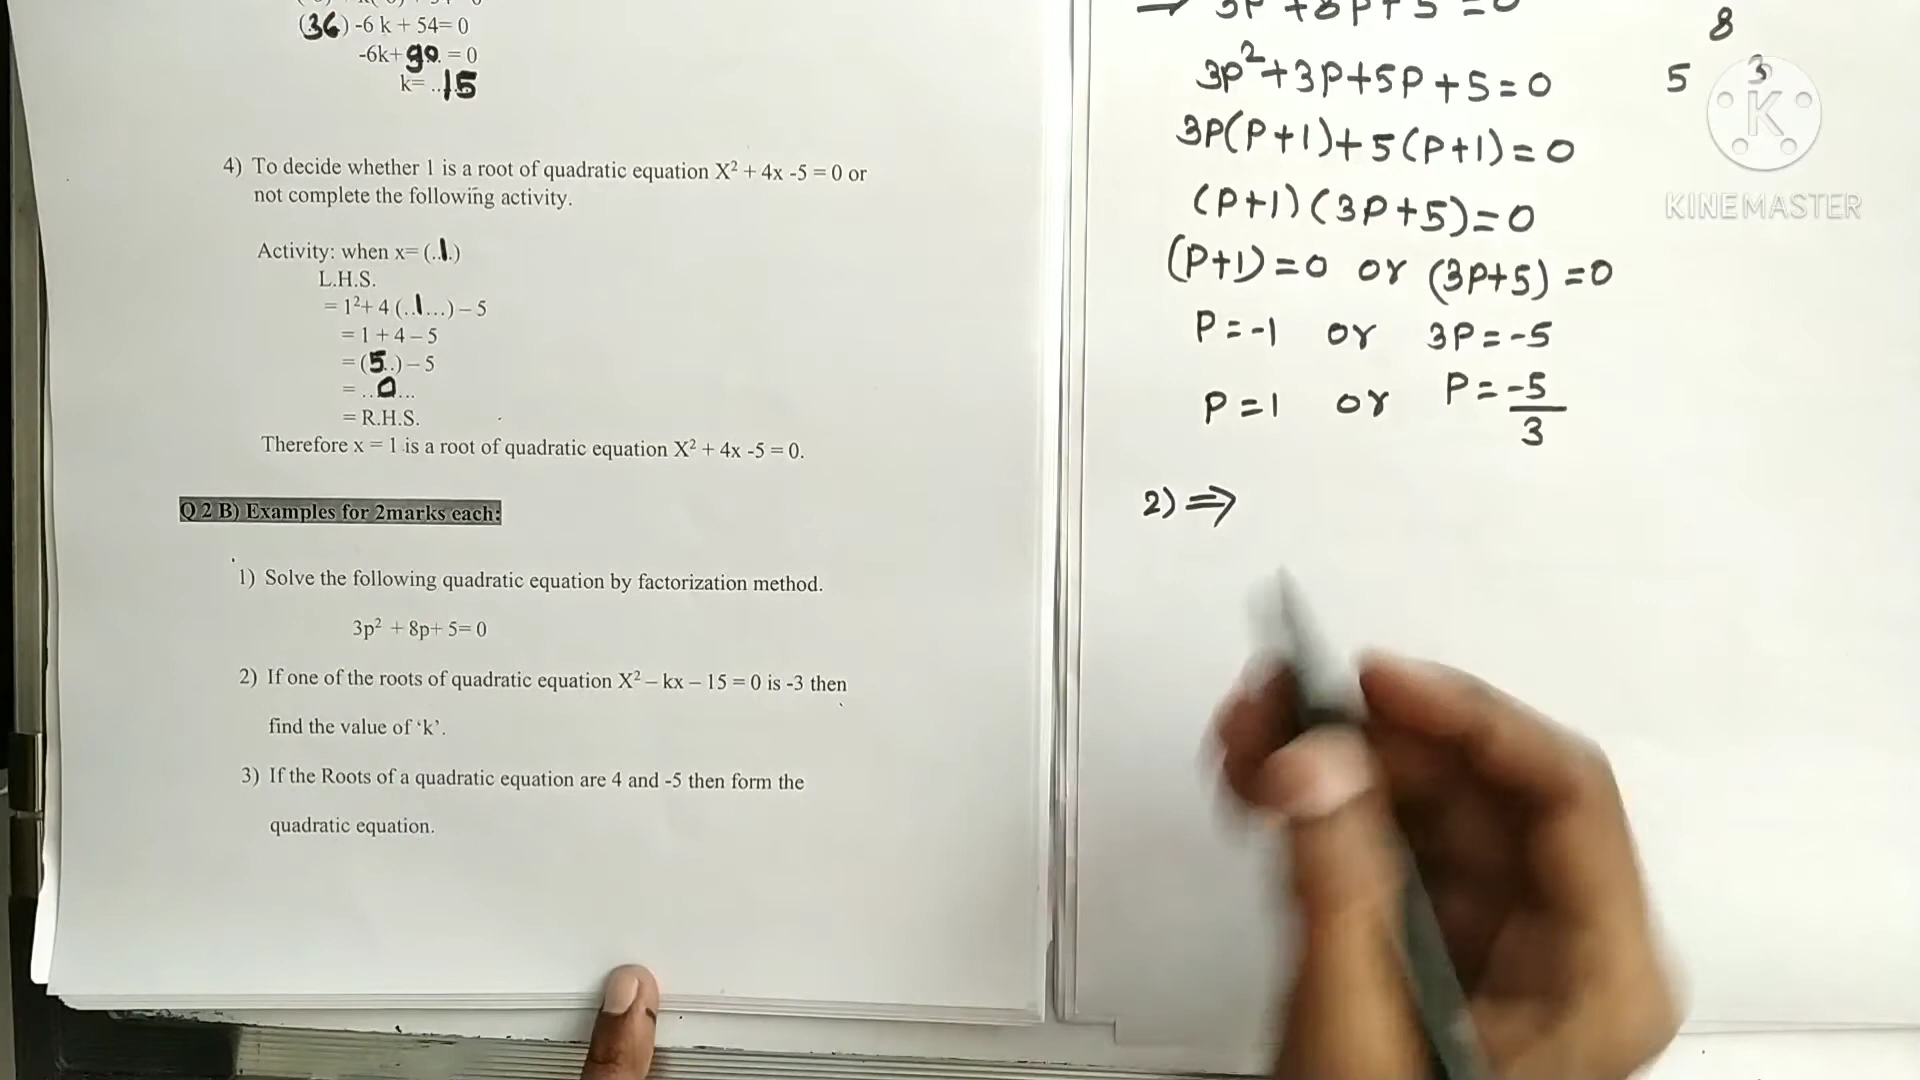 (36) -6 k + 54= 0
-6k+ 90. = 0
k= ..15
4) To decide whether 1 is a root of quadratic equation X² + 4x -5 = 0 or
not complete the following activity.
Activity: when x= (..1.)
L.H.S.
= 1²+ 4 (..1...) – 5
= 1 + 4 – 5
= (5..) – 5
= ..0...
= R.H.S.
Therefore x = 1 is a root of quadratic equation X² + 4x -5 = 0.
Q 2 B) Examples for 2marks each:
1) Solve the following quadratic equation by factorization method.
3p² + 8p+ 5= 0
2) If one of the roots of quadratic equation X² – kx – 15 = 0 is -3 then
find the value of ‘k’.
3) If the Roots of a quadratic equation are 4 and -5 then form the
quadratic equation.
8
5 3
3P²+3P+5P+5=0
3P(P+1)+5(P+1)=0
(P+1)(3P+5)=0
(P+1)=0 or (3P+5)=0
P=-1 or 3P=-5
P=1 or P=-5/3
2) ⇒
K
KINEMASTER